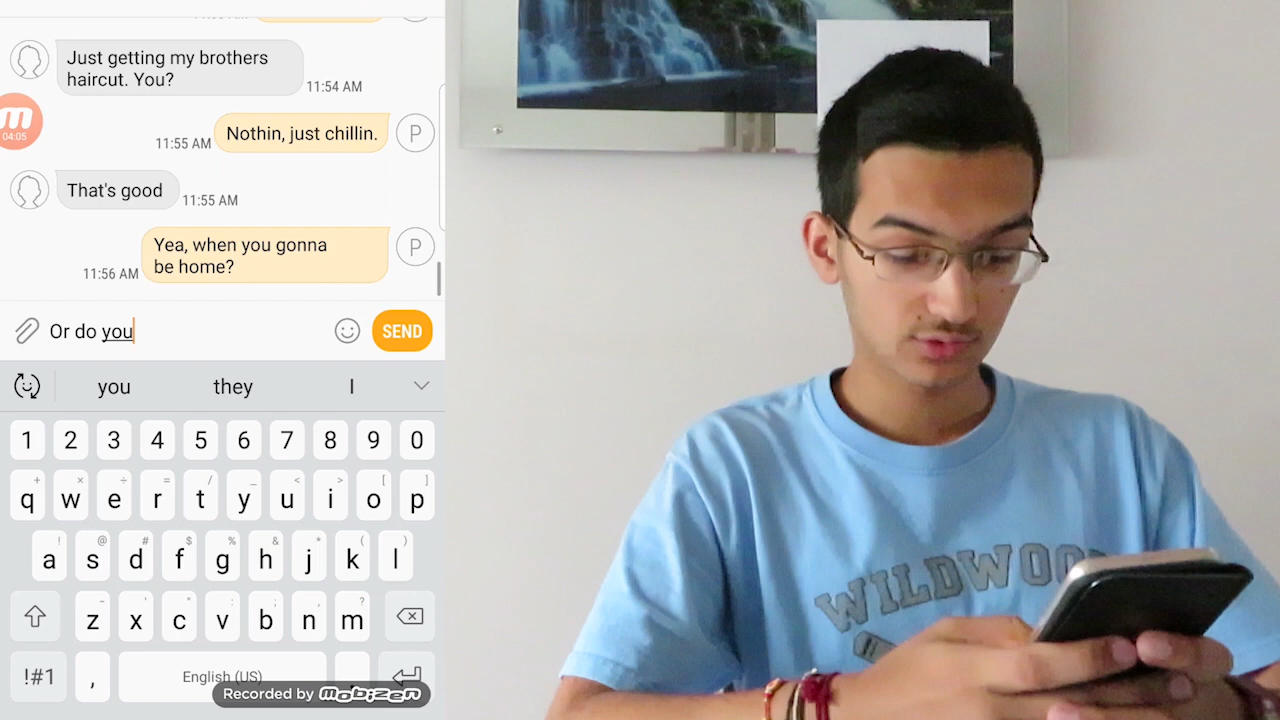 Just getting my brothers
haircut. You?
11:54 AM
M
04:05
Nothin, just chillin.
P
11:55 AM
That's good
11:55 AM
Yea, when you gonna
be home?
P
11:56 AM
Or do you
SEND
you they I
1 2 3 4 5 6 7 8 9 0
q w e r t y u i o p
a s d f g h j k l
z x c v b n m
!#1 , English (US)
Recorded by mobizen
WILDWOO